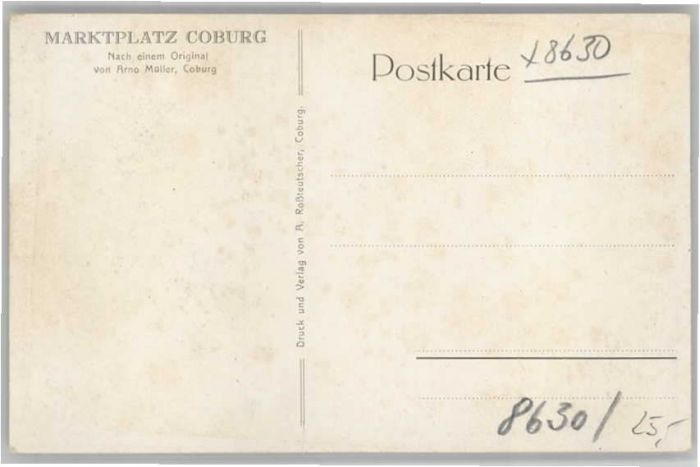 MARKTPLATZ COBURG
Nach einem Original
von Arno Müller, Coburg
Druck und Verlag von A. Roßteutscher, Coburg.
Postkarte x8630
8630/ 25,-